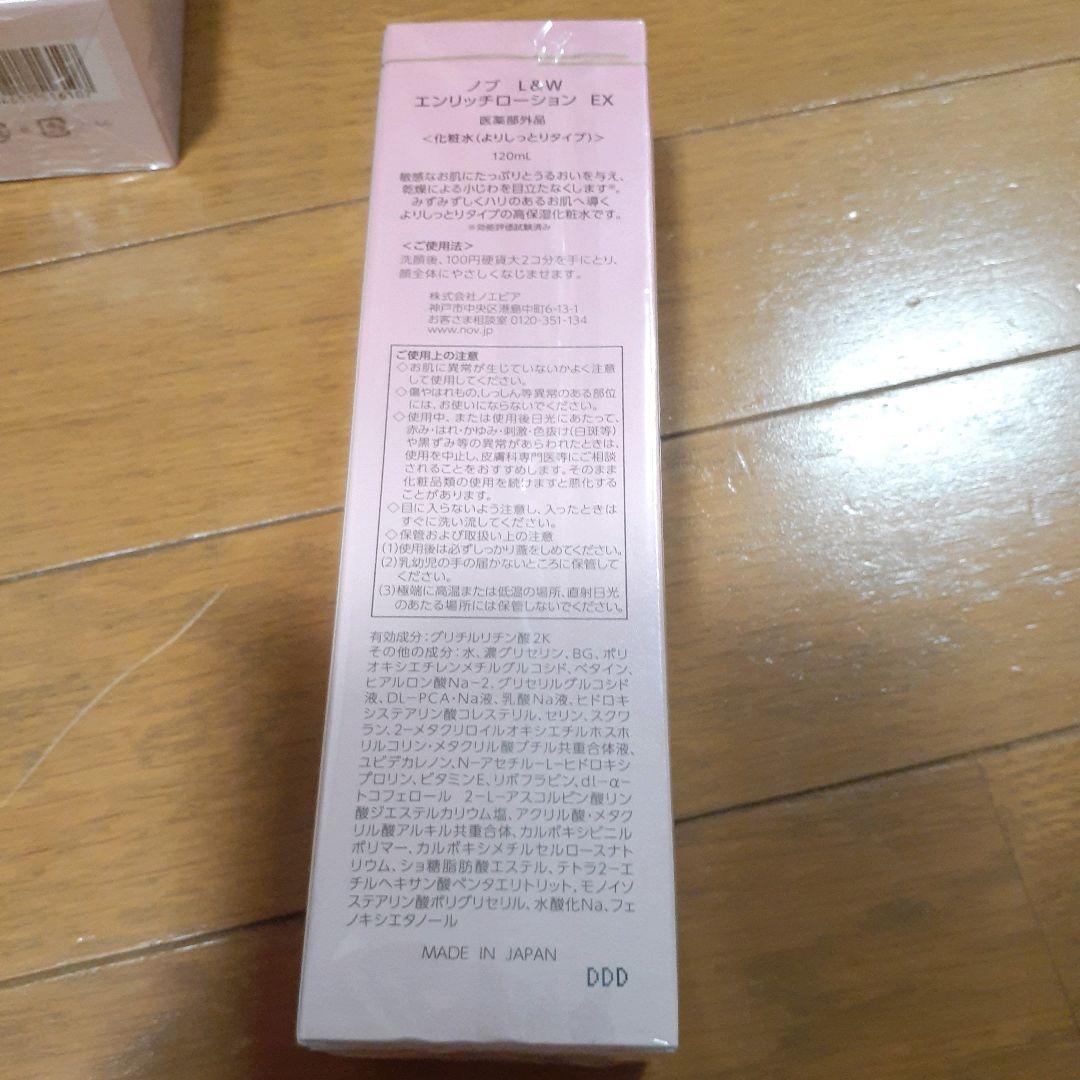 ノブ L&W
エンリッチローション EX
医薬部外品
＜化粧水（よりしっとりタイプ）＞
120mL
敏感なお肌にたっぷりとうるおいを与え、
乾燥による小じわを目立たなくします※。
みずみずしくハリのあるお肌へ導く
よりしっとりタイプの高保湿化粧水です。
※効能評価試験済み
＜ご使用法＞
洗顔後、100円硬貨大2コ分を手にとり、
顔全体にやさしくなじませます。
株式会社ノエビア
神戸市中央区港島中町6-13-1
お客さま相談室 0120-351-134
www.nov.jp
ご使用上の注意
◇お肌に異常が生じていないかよく注意
して使用してください。
◇傷やはれもの、しっしん等異常のある部位
には、お使いにならないでください。
◇使用中、または使用後日光にあたって、
赤み・はれ・かゆみ・刺激・色抜け（白斑等）
や黒ずみ等の異常があらわれたときは、
使用を中止し、皮膚科専門医等にご相談
されることをおすすめします。そのまま
化粧品類の使用を続けますと悪化する
ことがあります。
◇目に入らないよう注意し、入ったときは
すぐに洗い流してください。
◇保管および取扱い上の注意
(1)使用後は必ずしっかり蓋をしめてください。
(2)乳幼児の手の届かないところに保管して
ください。
(3)極端に高温または低温の場所、直射日光
のあたる場所には保管しないでください。
有効成分：グリチルリチン酸2K
その他の成分：水、濃グリセリン、BG、ポリ
オキシエチレンメチルグルコシド、ベタイン、
ヒアルロン酸Na-2、グリセリルグルコシド
液、DL-PCA・Na液、乳酸Na液、ヒドロキ
システアリン酸コレステリル、セリン、スクワ
ラン、2-メタクリロイルオキシエチルホスホ
リルコリン・メタクリル酸ブチル共重合体液、
ユビデカレノン、N-アセチル-L-ヒドロキシ
プロリン、ビタミンE、リボフラビン、dl-α-
トコフェロール 2-L-アスコルビン酸リン
酸ジエステルカリウム塩、アクリル酸・メタク
リル酸アルキル共重合体、カルボキシビニル
ポリマー、カルボキシメチルセルロースナト
リウム、ショ糖脂肪酸エステル、テトラ2-エ
チルヘキサン酸ペンタエリトリット、モノイソ
ステアリン酸ポリグリセリル、水酸化Na、フェ
ノキシエタノール
MADE IN JAPAN
DDD